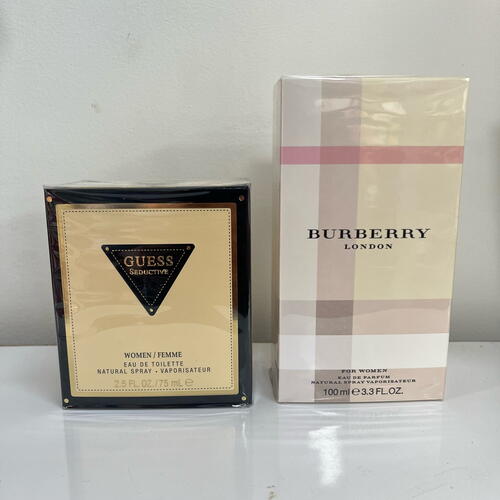 GUESS
SEDUCTIVE
WOMEN / FEMME
EAU DE TOILETTE
NATURAL SPRAY • VAPORISATEUR
2.5 FL. OZ. / 75 mL ℮
BURBERRY
LONDON
FOR WOMEN
EAU DE PARFUM
NATURAL SPRAY VAPORISATEUR
100 ml ℮ 3.3 FL.OZ.